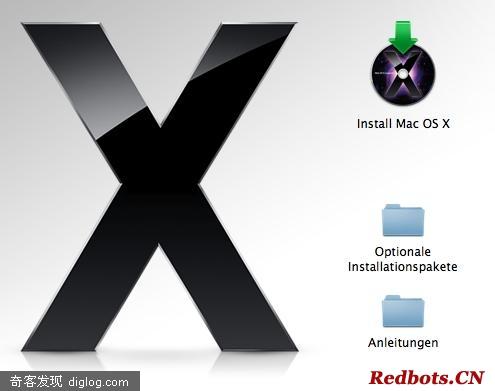 X
Install Mac OS X
Optionale
Installationspakete
Anleitungen
Redbots.CN
奇客发现 diglog.com